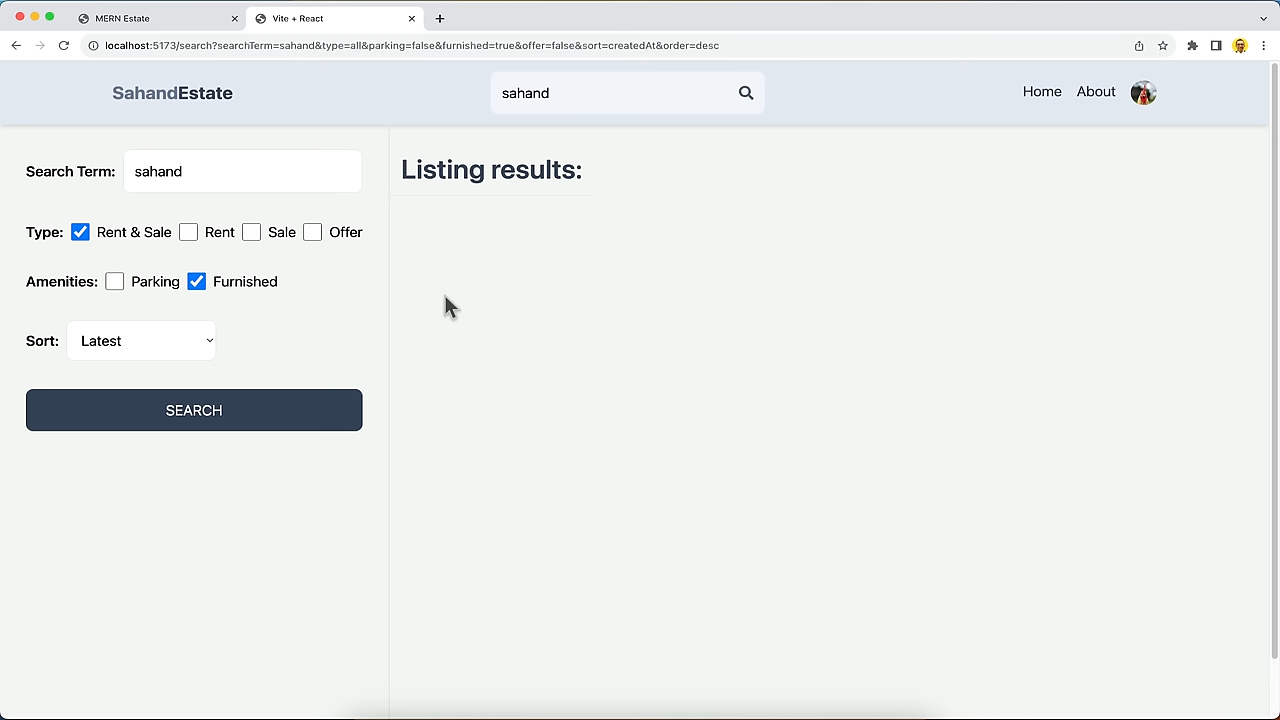 MERN Estate
Vite + React
localhost:5173/search?searchTerm=sahand&type=all&parking=false&furnished=true&offer=false&sort=createdAt&order=desc
SahandEstate
sahand
Home About
Search Term: sahand
Listing results:
Type: Rent & Sale Rent Sale Offer
Amenities: Parking Furnished
Sort: Latest
SEARCH